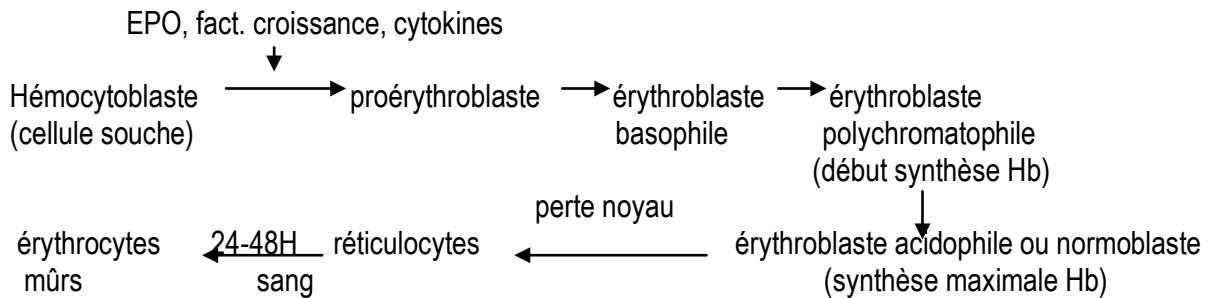 EPO, fact. croissance, cytokines
Hémocytoblaste proérythroblaste érythroblaste érythroblaste
(cellule souche) basophile polychromatophile
(début synthèse Hb)
perte noyau
érythrocytes 24-48H réticulocytes érythroblaste acidophile ou normoblaste
mûrs sang (synthèse maximale Hb)